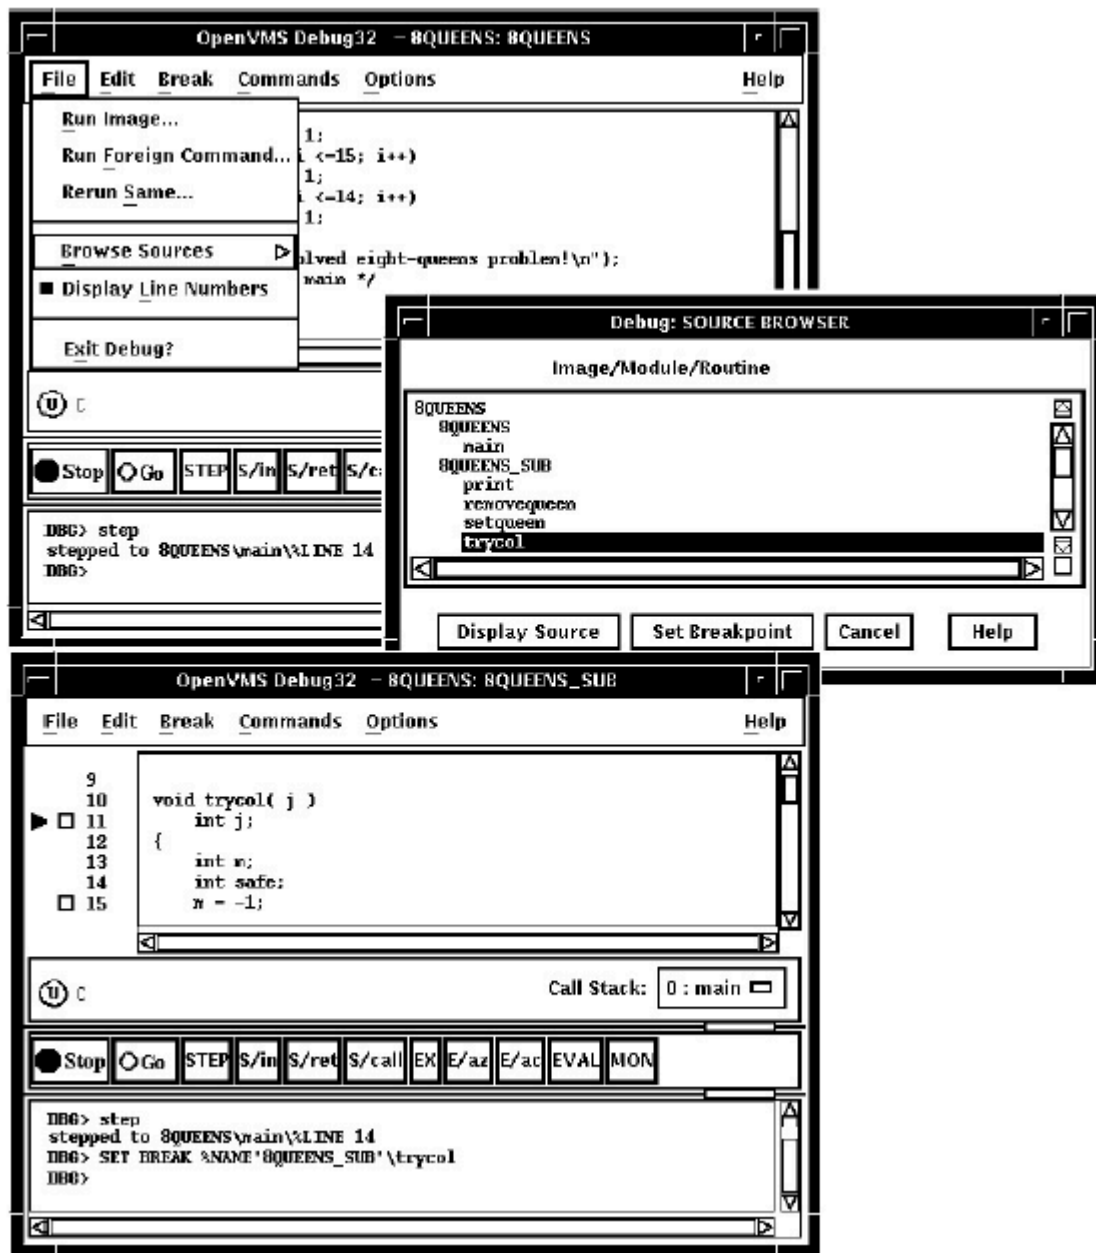 OpenVMS Debug32 – 8QUEENS: 8QUEENS
File Edit Break Commands Options Help
Run Image...
Run Foreign Command...
Rerun Same...
Browse Sources
Display Line Numbers
Exit Debug?
1;
i <=15; i++)
1;
i <=14; i++)
1;
olved eight-queens problem!\n");
main */
C
Stop Go STEP S/in S/ret S/c
DBG> step
stepped to 8QUEENS\main\%LINE 14
DBG>
Debug: SOURCE BROWSER
Image/Module/Routine
8QUEENS
8QUEENS
main
8QUEENS_SUB
print
removequeen
setqueen
trycol
Display Source Set Breakpoint Cancel Help
OpenVMS Debug32 – 8QUEENS: 8QUEENS_SUB
File Edit Break Commands Options Help
9
10 void trycol( j )
11 int j;
12 {
13 int m;
14 int safe;
15 m = -1;
C Call Stack: 0 : main
Stop Go STEP S/in S/ret S/call EX E/az E/ac EVAL MON
DBG> step
stepped to 8QUEENS\main\%LINE 14
DBG> SET BREAK %NAME'8QUEENS_SUB'\trycol
DBG>